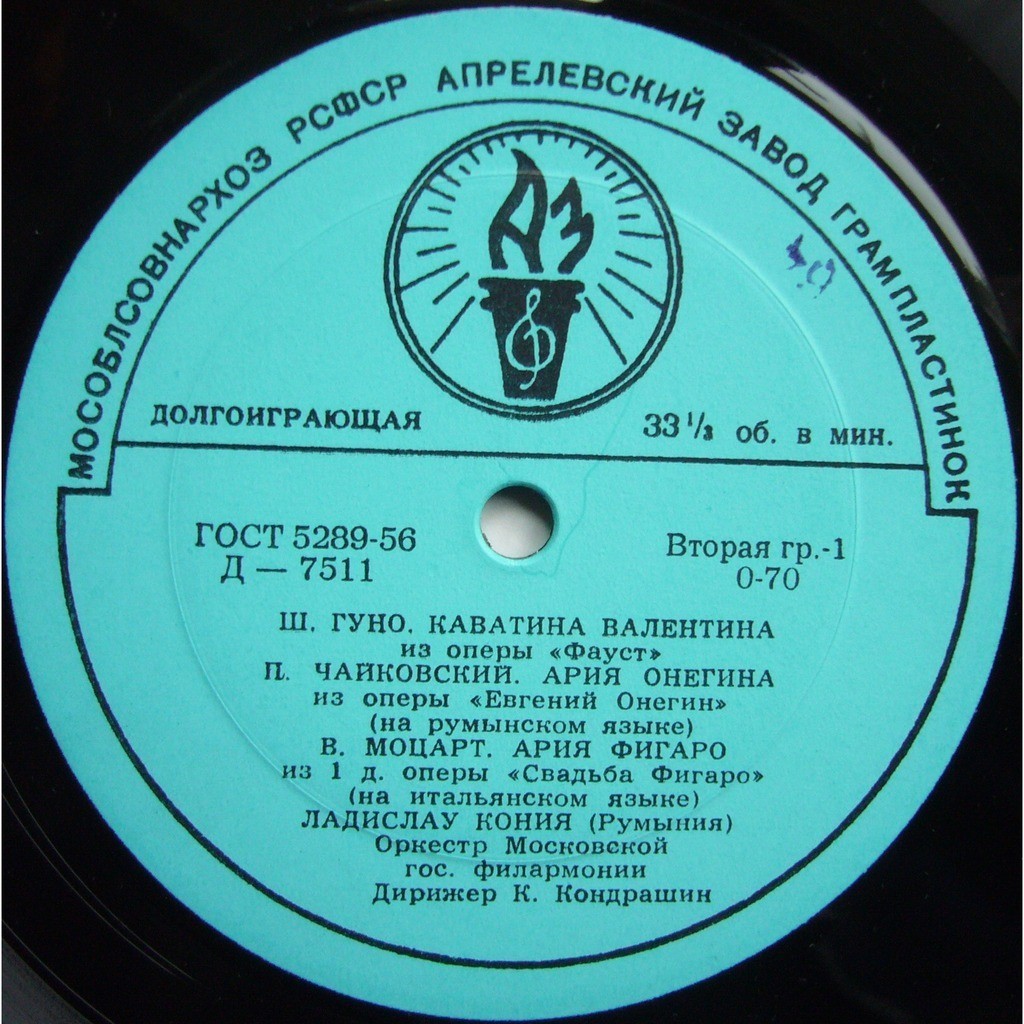 МОСОБЛСОВНАРХОЗ РСФСР АПРЕЛЕВСКИЙ ЗАВОД ГРАМПЛАСТИНОК
АЗ
ДОЛГОИГРАЮЩАЯ
33 1/3 об. в мин.
ГОСТ 5289-56
Д — 7511
Вторая гр.-1
0-70
Ш. ГУНО. КАВАТИНА ВАЛЕНТИНА
из оперы «Фауст»
П. ЧАЙКОВСКИЙ. АРИЯ ОНЕГИНА
из оперы «Евгений Онегин»
(на румынском языке)
В. МОЦАРТ. АРИЯ ФИГАРО
из 1 д. оперы «Свадьба Фигаро»
(на итальянском языке)
ЛАДИСЛАУ КОНИЯ (Румыния)
Оркестр Московской
гос. филармонии
Дирижер К. Кондрашин